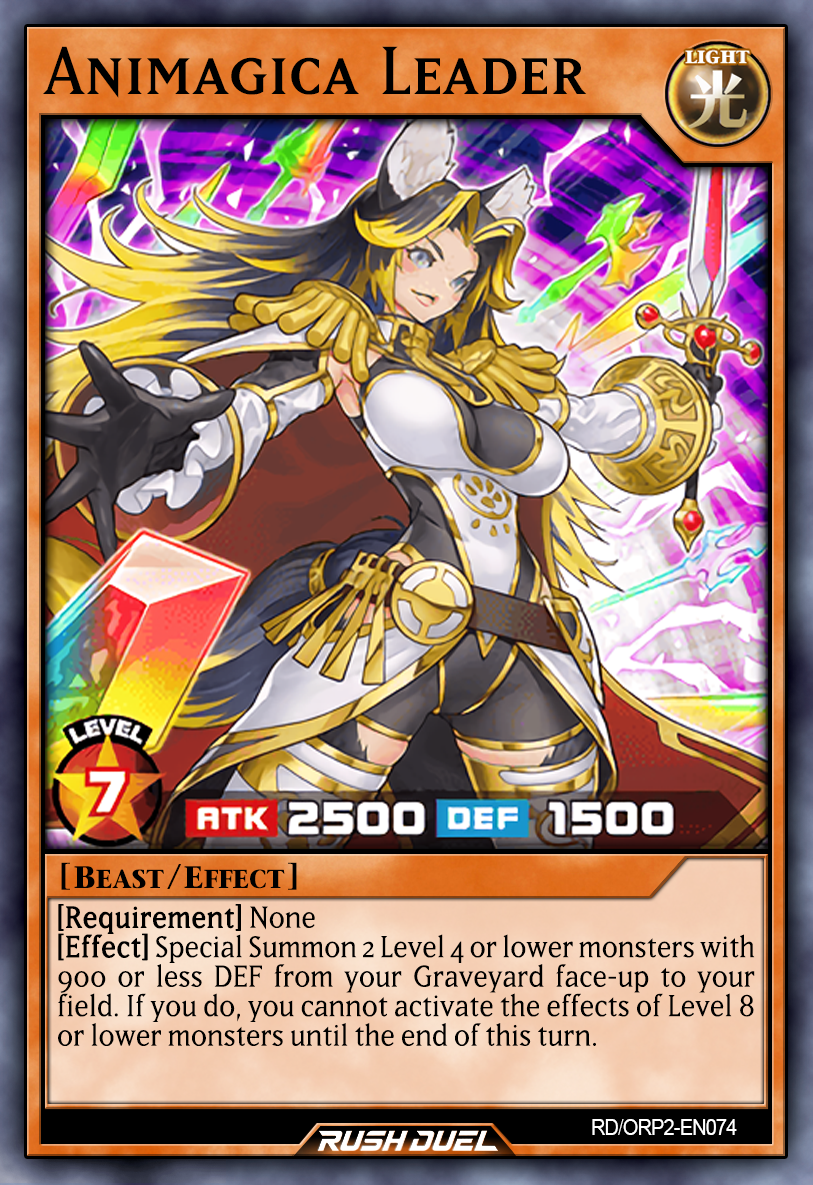 Animagica Leader
LIGHT
光
LEVEL
7
ATK 2500 DEF 1500
[Beast/Effect]
[Requirement] None
[Effect] Special Summon 2 Level 4 or lower monsters with
900 or less DEF from your Graveyard face-up to your
field. If you do, you cannot activate the effects of Level 8
or lower monsters until the end of this turn.
RD/ORP2-EN074
RUSH DUEL